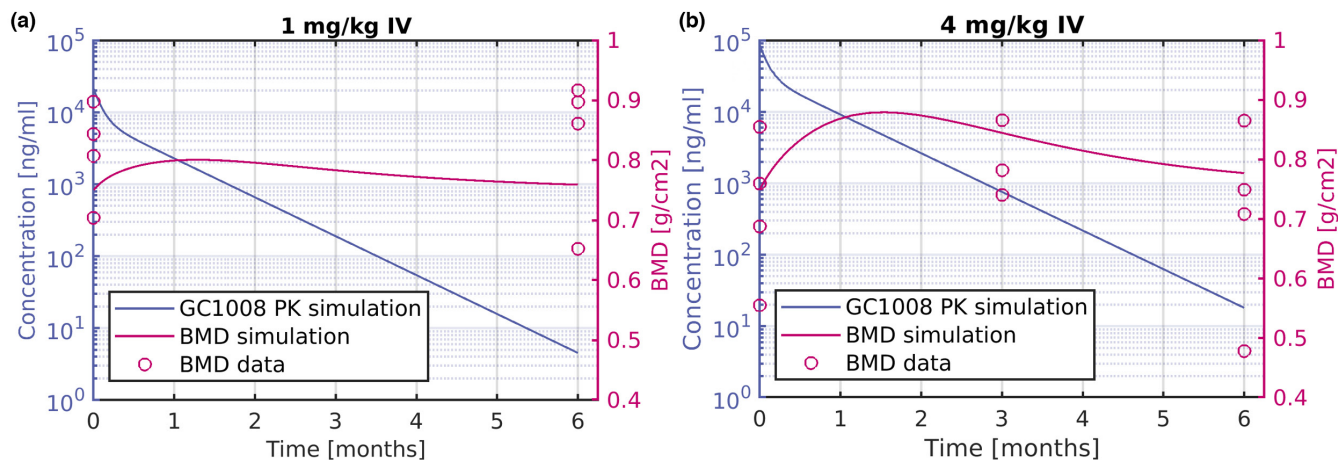 (a)
1 mg/kg IV
10^5
10^4
10^3
10^2
10^1
10^0
Concentration [ng/ml]
1
0.9
0.8
0.7
0.6
0.5
0.4
BMD [g/cm2]
GC1008 PK simulation
BMD simulation
BMD data
0 1 2 3 4 5 6
Time [months]
(b)
4 mg/kg IV
10^5
10^4
10^3
10^2
10^1
10^0
Concentration [ng/ml]
1
0.9
0.8
0.7
0.6
0.5
0.4
BMD [g/cm2]
GC1008 PK simulation
BMD simulation
BMD data
0 1 2 3 4 5 6
Time [months]